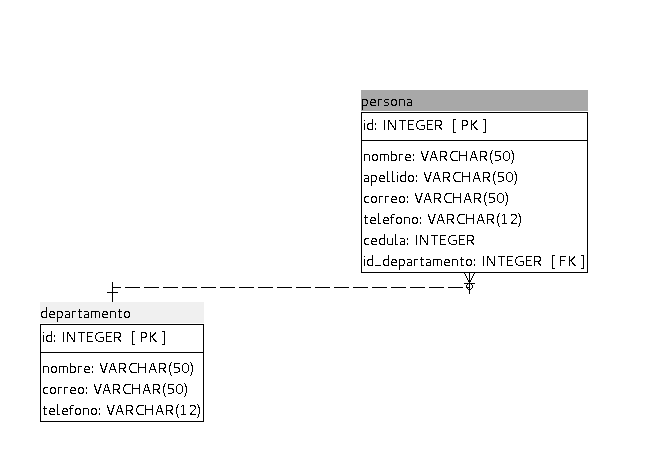 persona
id: INTEGER [ PK ]
nombre: VARCHAR(50)
apellido: VARCHAR(50)
correo: VARCHAR(50)
telefono: VARCHAR(12)
cedula: INTEGER
id_departamento: INTEGER [ FK ]
departamento
id: INTEGER [ PK ]
nombre: VARCHAR(50)
correo: VARCHAR(50)
telefono: VARCHAR(12)